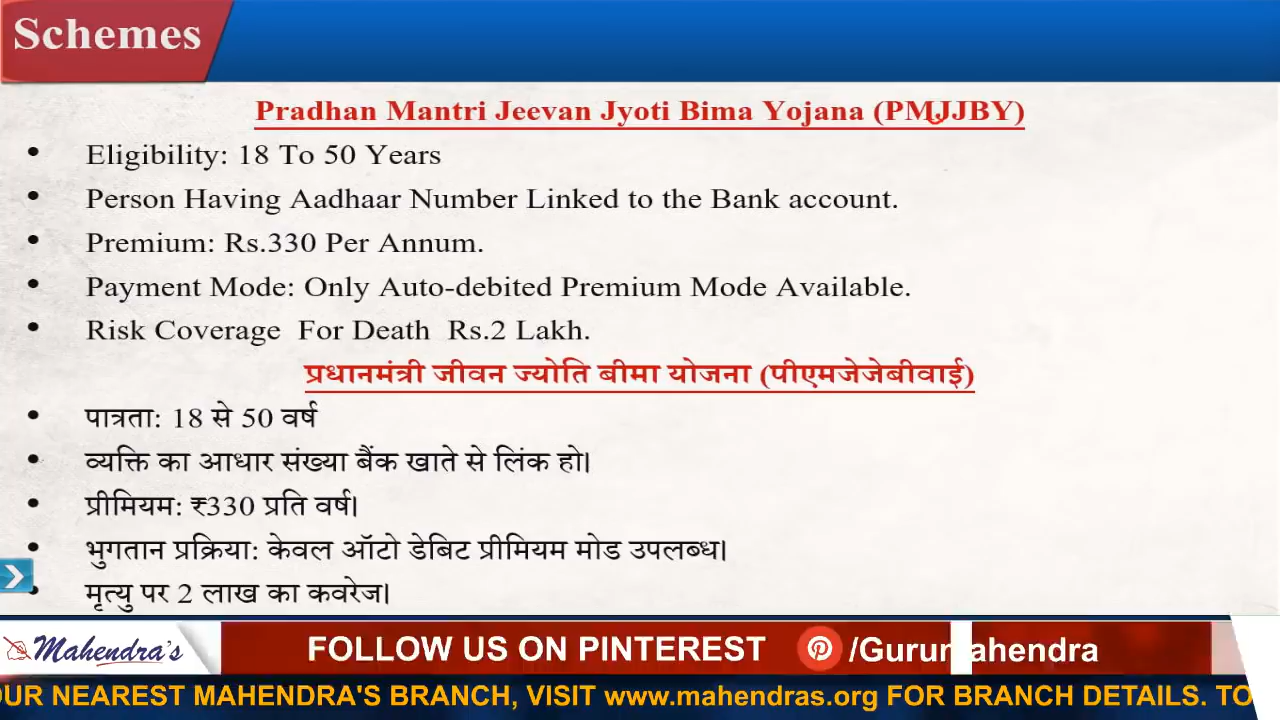 Schemes
Pradhan Mantri Jeevan Jyoti Bima Yojana (PMJJBY)
• Eligibility: 18 To 50 Years
• Person Having Aadhaar Number Linked to the Bank account.
• Premium: Rs.330 Per Annum.
• Payment Mode: Only Auto-debited Premium Mode Available.
• Risk Coverage For Death Rs.2 Lakh.
प्रधानमंत्री जीवन ज्योति बीमा योजना (पीएमजेजेबीवाई)
• पात्रता: 18 से 50 वर्ष
• व्यक्ति का आधार संख्या बैंक खाते से लिंक हो।
• प्रीमियम: ₹330 प्रति वर्ष।
• भुगतान प्रक्रिया: केवल ऑटो डेबिट प्रीमियम मोड उपलब्ध।
• मृत्यु पर 2 लाख का कवरेज।
Mahendra's FOLLOW US ON PINTEREST
OUR NEAREST MAHENDRA'S BRANCH, VISIT www.mahendras.org FOR BRANCH DETAILS. TO